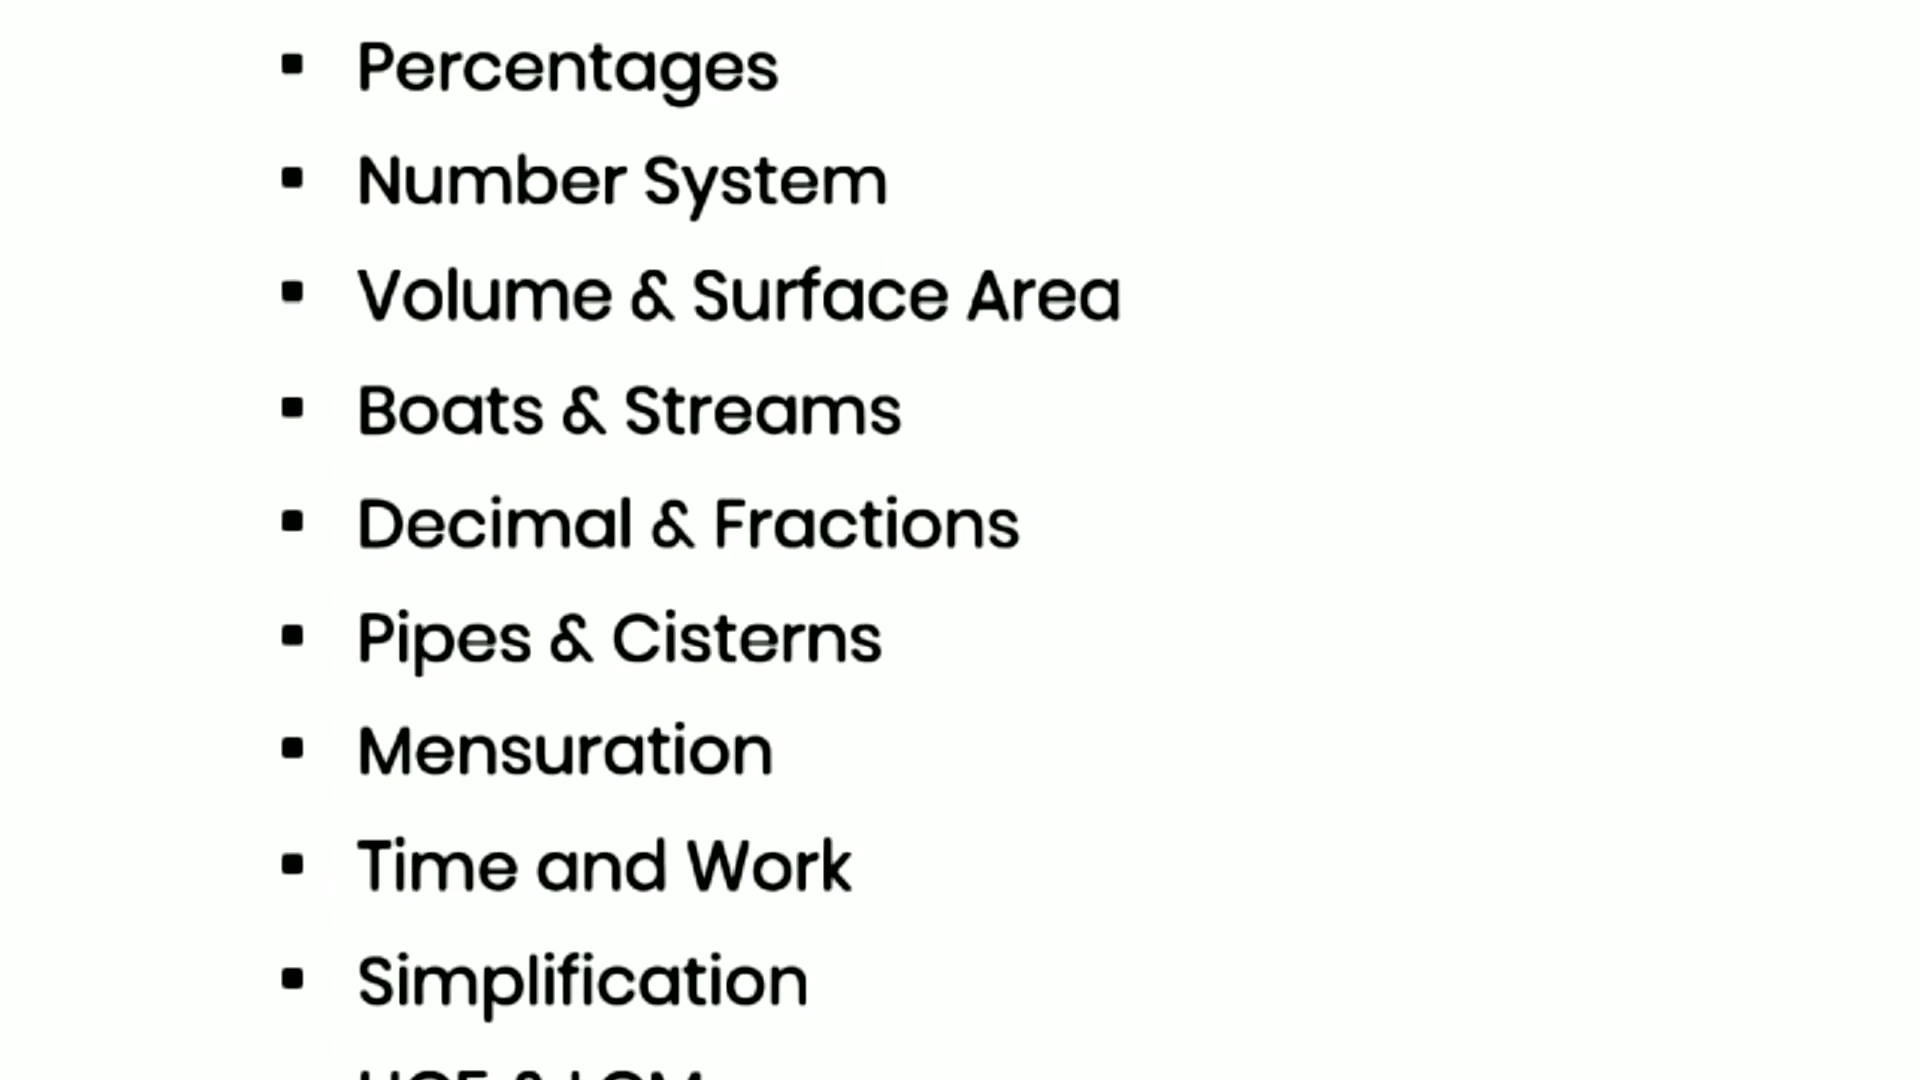 ▪ Percentages
▪ Number System
▪ Volume & Surface Area
▪ Boats & Streams
▪ Decimal & Fractions
▪ Pipes & Cisterns
▪ Mensuration
▪ Time and Work
▪ Simplification